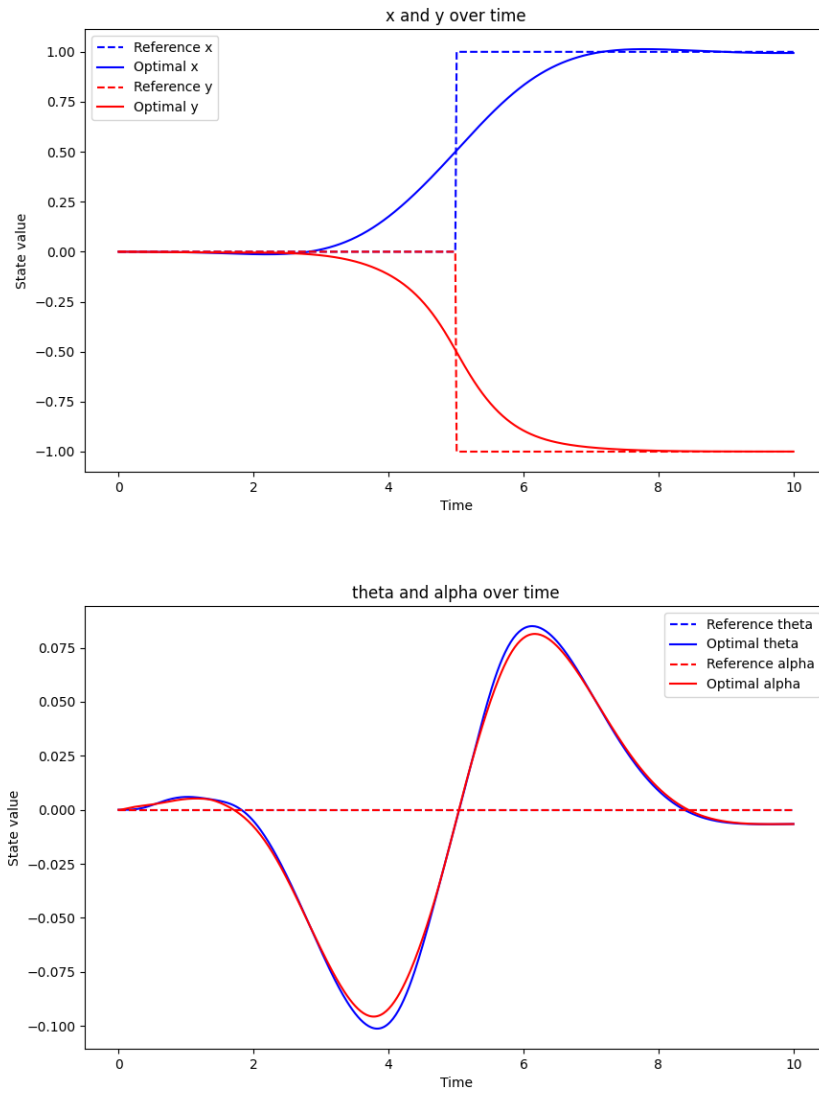 x and y over time
Reference x
Optimal x
Reference y
Optimal y
1.00
0.75
0.50
0.25
0.00
−0.25
−0.50
−0.75
−1.00
State value
0 2 4 6 8 10
Time
theta and alpha over time
Reference theta
Optimal theta
Reference alpha
Optimal alpha
0.075
0.050
0.025
0.000
−0.025
−0.050
−0.075
−0.100
State value
0 2 4 6 8 10
Time